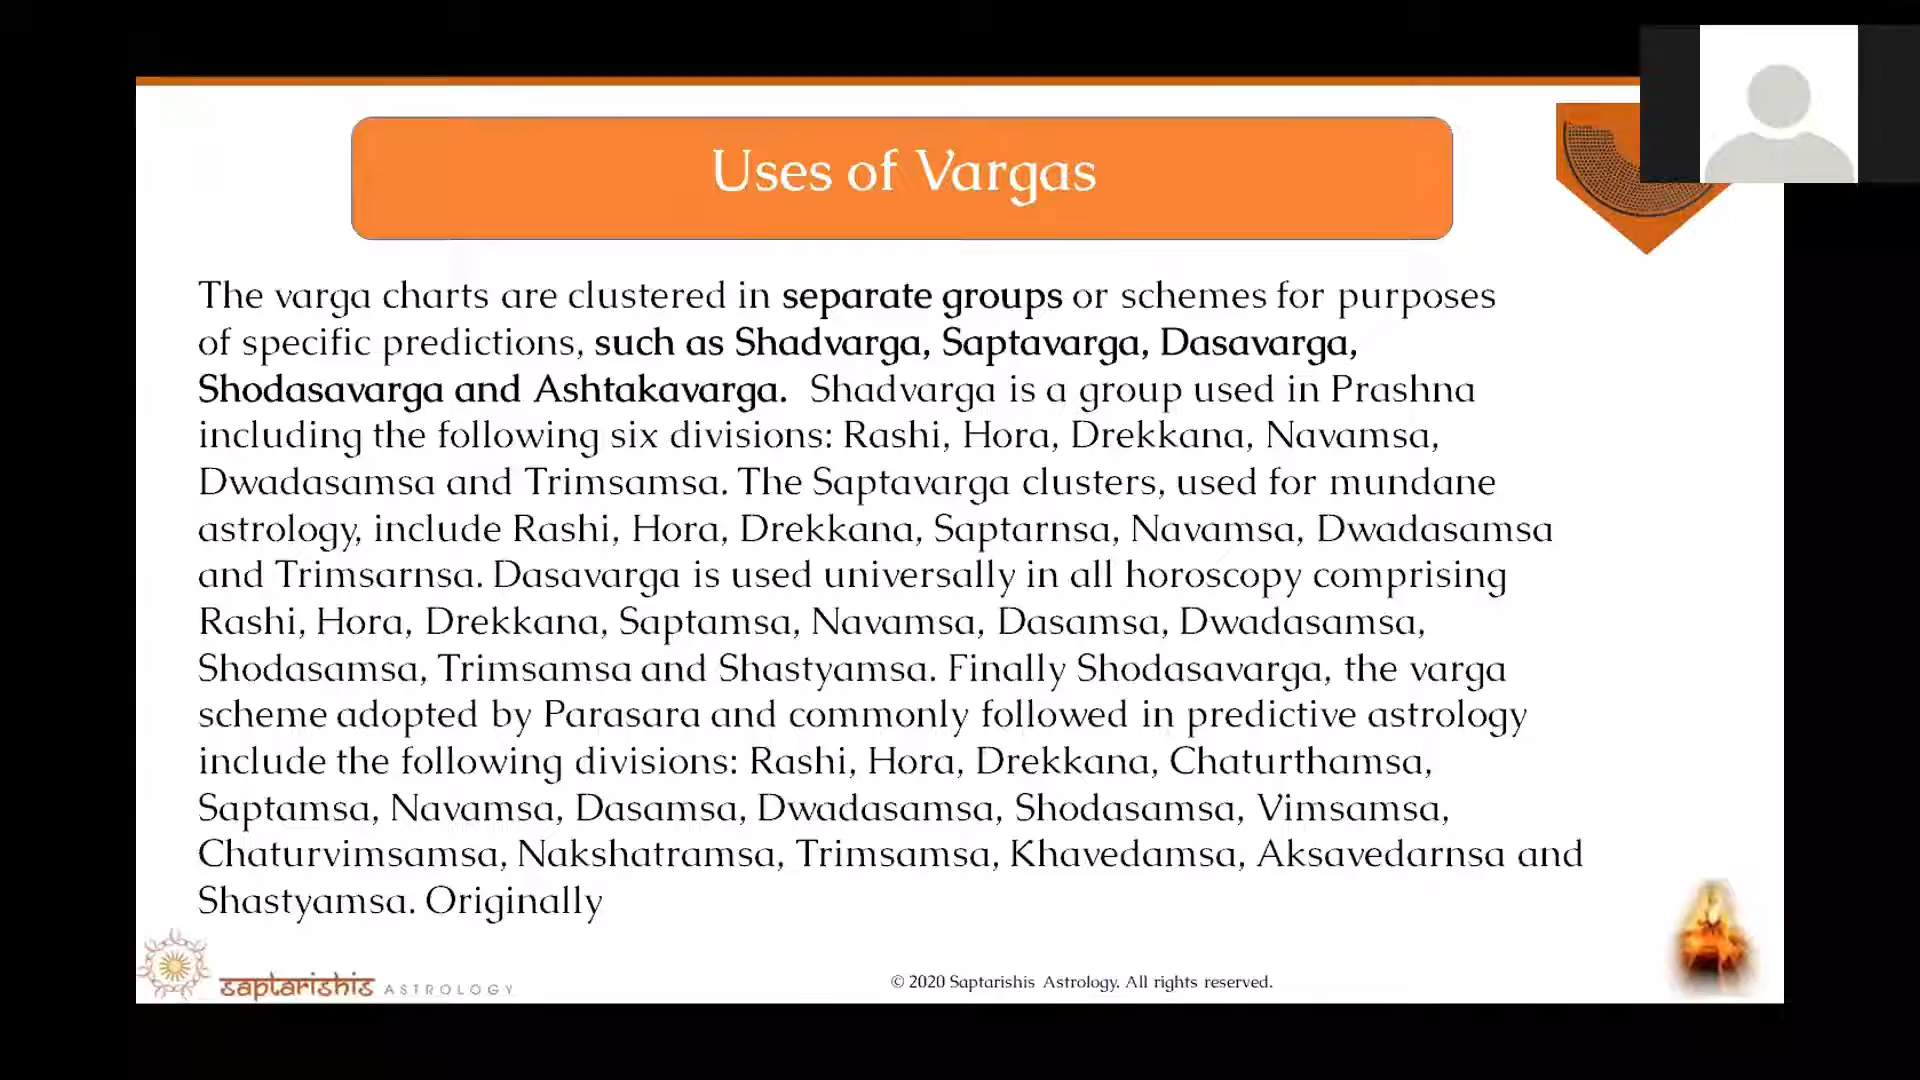 Uses of Vargas
The varga charts are clustered in separate groups or schemes for purposes
of specific predictions, such as Shadvarga, Saptavarga, Dasavarga,
Shodasavarga and Ashtakavarga. Shadvarga is a group used in Prashna
including the following six divisions: Rashi, Hora, Drekkana, Navamsa,
Dwadasamsa and Trimsamsa. The Saptavarga clusters, used for mundane
astrology, include Rashi, Hora, Drekkana, Saptarnsa, Navamsa, Dwadasamsa
and Trimsarnsa. Dasavarga is used universally in all horoscopy comprising
Rashi, Hora, Drekkana, Saptamsa, Navamsa, Dasamsa, Dwadasamsa,
Shodasamsa, Trimsamsa and Shastyamsa. Finally Shodasavarga, the varga
scheme adopted by Parasara and commonly followed in predictive astrology
include the following divisions: Rashi, Hora, Drekkana, Chaturthamsa,
Saptamsa, Navamsa, Dasamsa, Dwadasamsa, Shodasamsa, Vimsamsa,
Chaturvimsamsa, Nakshatramsa, Trimsamsa, Khavedamsa, Aksavedarnsa and
Shastyamsa. Originally
saptarishis ASTROLOGY
© 2020 Saptarishis Astrology. All rights reserved.